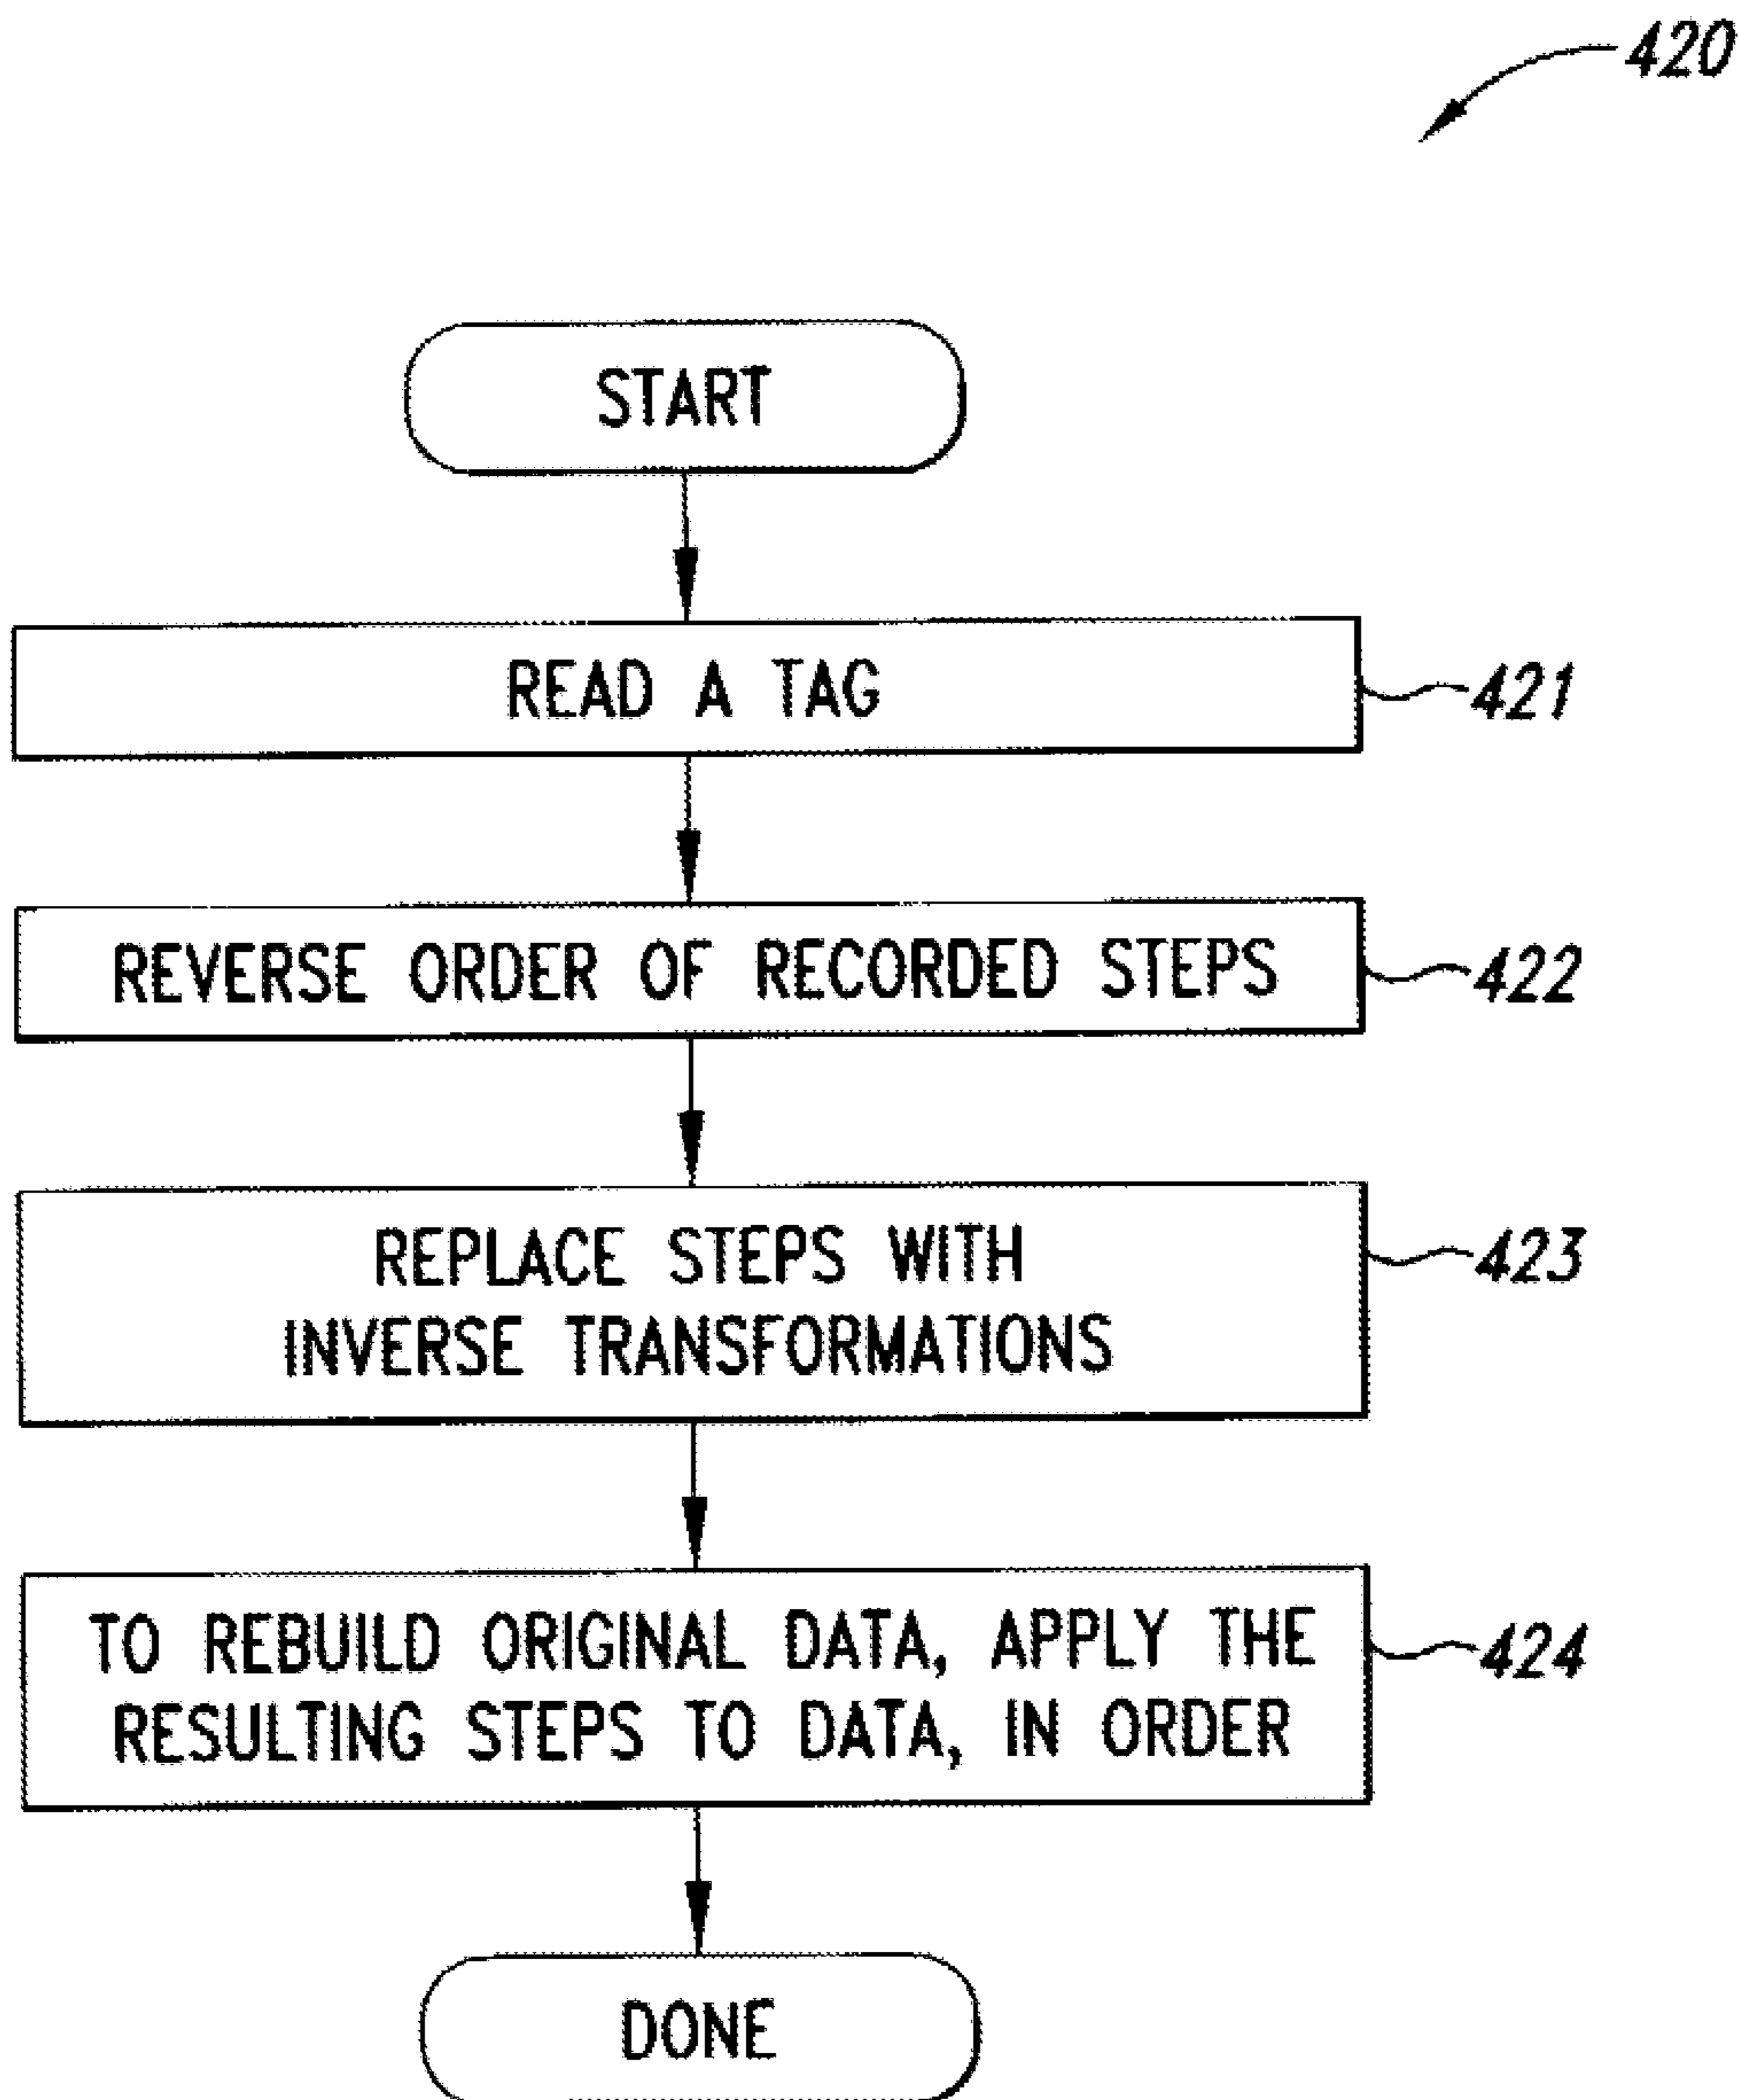 420
START
READ A TAG
421
REVERSE ORDER OF RECORDED STEPS
422
REPLACE STEPS WITH
INVERSE TRANSFORMATIONS
423
TO REBUILD ORIGINAL DATA, APPLY THE
RESULTING STEPS TO DATA, IN ORDER
424
DONE